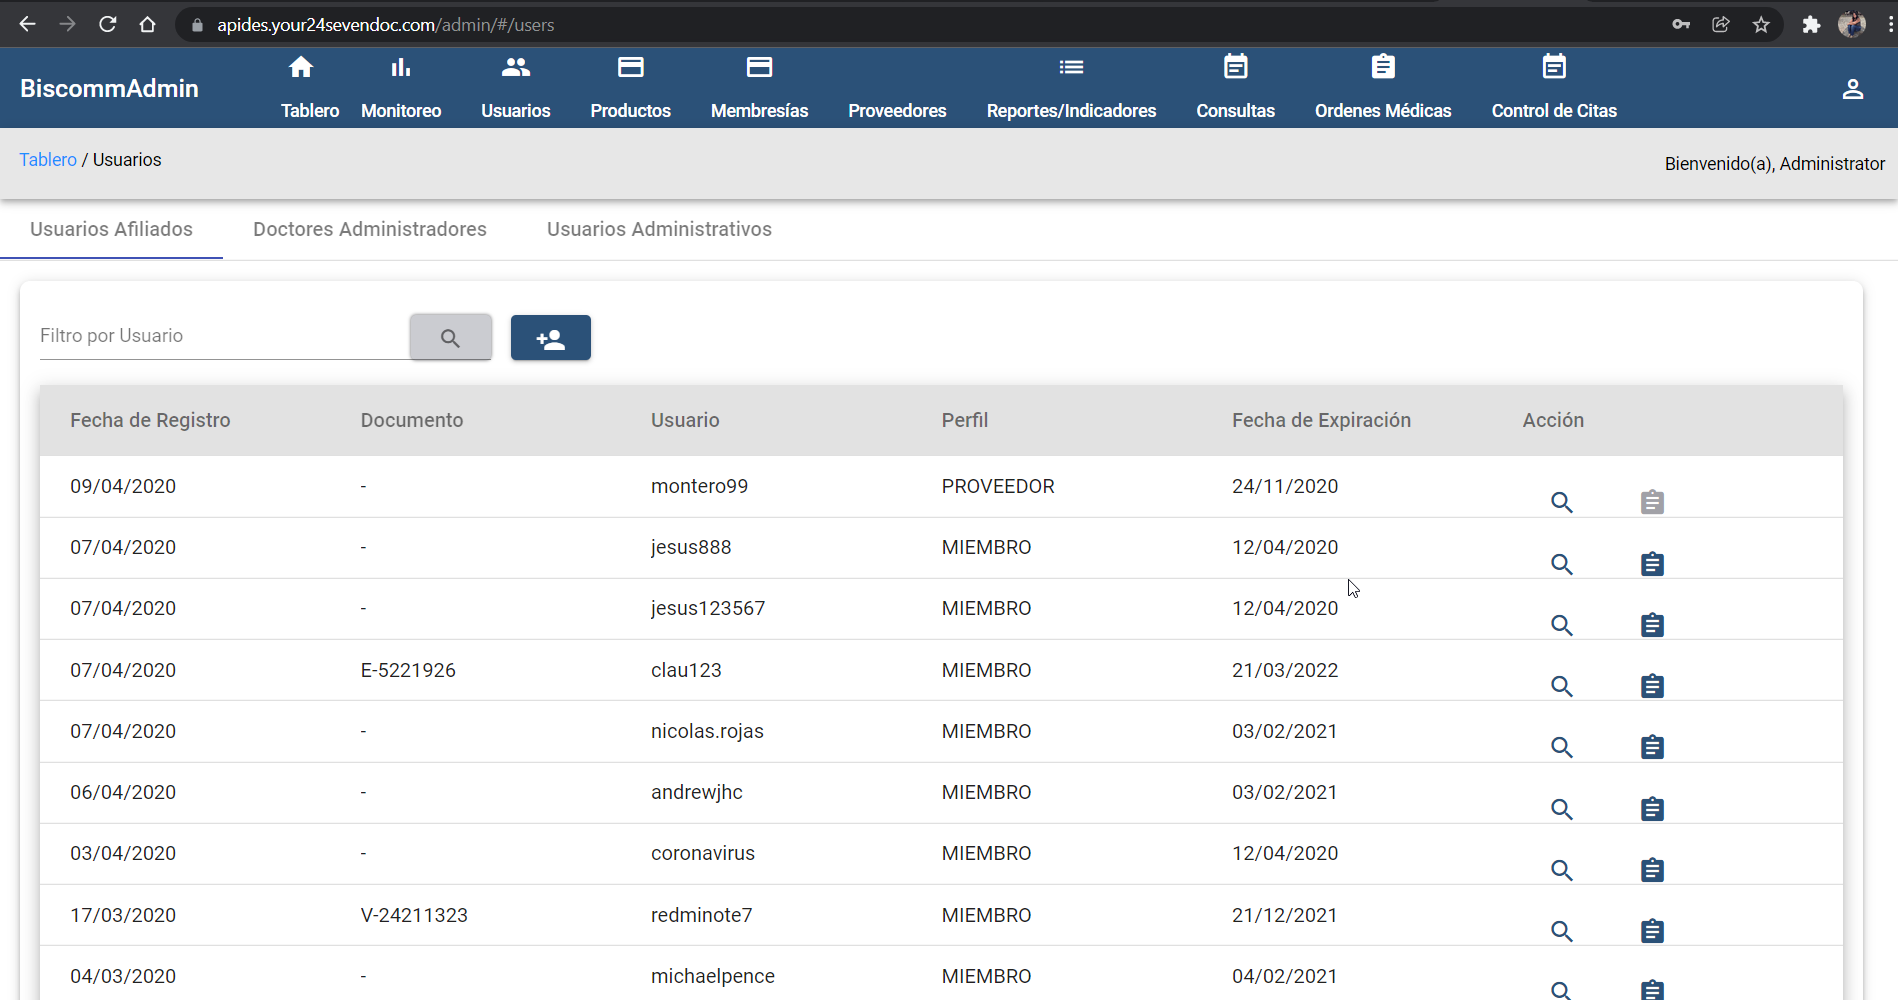 apides.your24sevendoc.com/admin/#/users
BiscommAdmin
Tablero Monitoreo Usuarios Productos Membresías Proveedores Reportes/Indicadores Consultas Ordenes Médicas Control de Citas
Tablero / Usuarios
Bienvenido(a), Administrator
Usuarios Afiliados Doctores Administradores Usuarios Administrativos
Filtro por Usuario
Fecha de Registro Documento Usuario Perfil Fecha de Expiración Acción
09/04/2020 - montero99 PROVEEDOR 24/11/2020
07/04/2020 - jesus888 MIEMBRO 12/04/2020
07/04/2020 - jesus123567 MIEMBRO 12/04/2020
07/04/2020 E-5221926 clau123 MIEMBRO 21/03/2022
07/04/2020 - nicolas.rojas MIEMBRO 03/02/2021
06/04/2020 - andrewjhc MIEMBRO 03/02/2021
03/04/2020 - coronavirus MIEMBRO 12/04/2020
17/03/2020 V-24211323 redminote7 MIEMBRO 21/12/2021
04/03/2020 - michaelpence MIEMBRO 04/02/2021